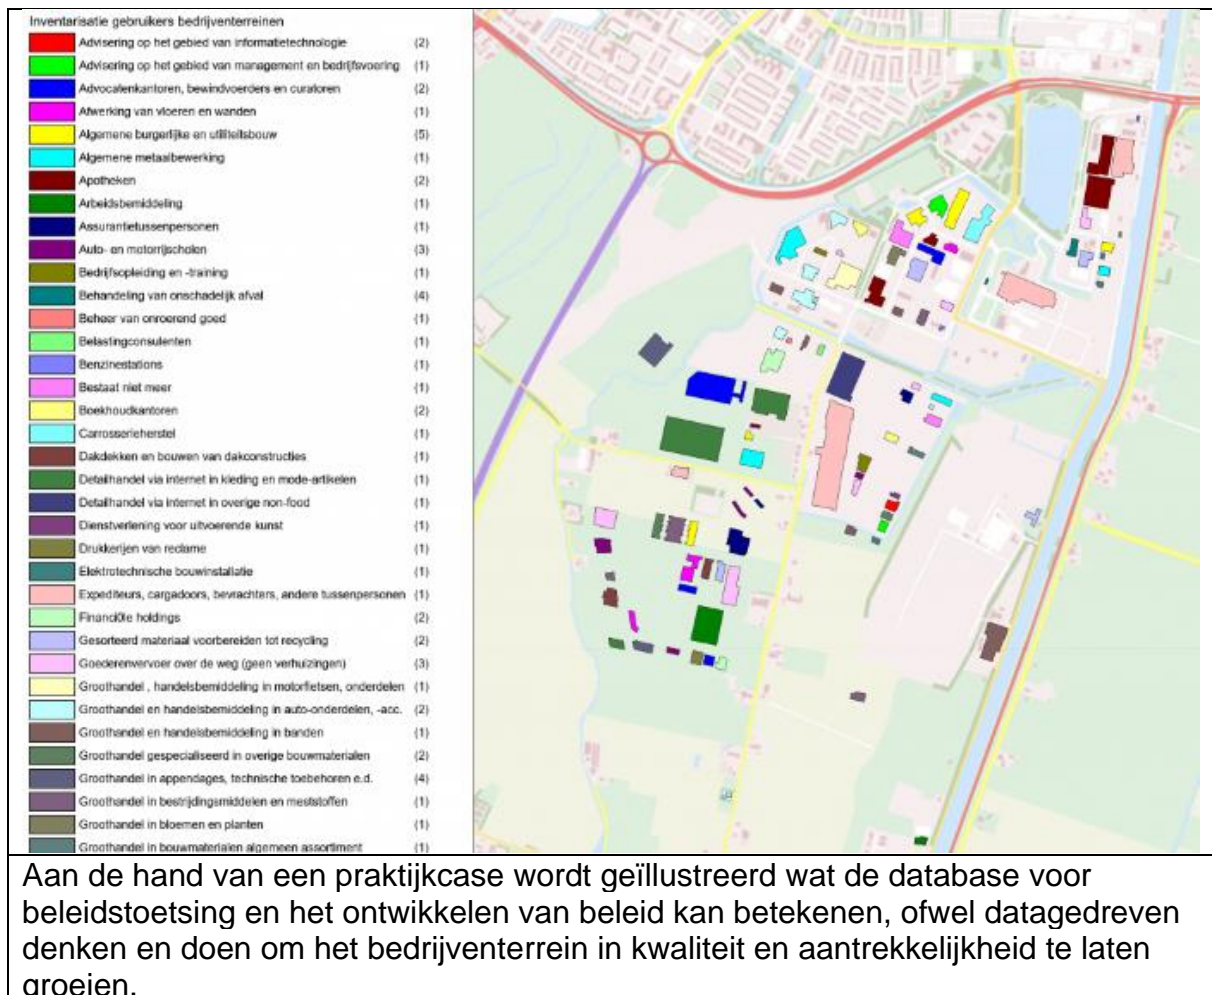 Inventarisatie gebruikers bedrijventerreinen
Advisering op het gebied van informatietechnologie (2)
Advisering op het gebied van management en bedrijfsvoering (1)
Advocatenkantoren, bewindvoerders en curatoren (2)
Afwerking van vloeren en wanden (1)
Algemene burgerlijke en utiliteitsbouw (5)
Algemene metaalbewerking (1)
Apotheken (2)
Arbeidsbemiddeling (1)
Assurantietussenpersonen (1)
Auto- en motorrijscholen (3)
Bedrijfsopleiding en -training (1)
Behandeling van onschadelijk afval (4)
Beheer van onroerend goed (1)
Belastingconsulenten (1)
Benzinestations (1)
Bestaat niet meer (1)
Boekhoudkantoren (2)
Carrosserieherstel (1)
Dakdekken en bouwen van dakconstructies (1)
Detailhandel via internet in kleding en mode-artikelen (1)
Detailhandel via internet in overige non-food (1)
Dienstverlening voor uitvoerende kunst (1)
Drukkerijen van reclame (1)
Elektrotechnische bouwinstallatie (1)
Expediteurs, cargadoors, bevrachters, andere tussenpersonen (1)
Financi0le holdings (2)
Gesorteerd materiaal voorbereiden tot recycling (2)
Goederenvervoer over de weg (geen verhuizingen) (3)
Groothandel , handelsbemiddeling in motorfietsen, onderdelen (1)
Groothandel en handelsbemiddeling in auto-onderdelen, -acc. (2)
Groothandel en handelsbemiddeling in banden (1)
Groothandel gespecialiseerd in overige bouwmaterialen (2)
Groothandel in appendages, technische toebehoren e.d. (4)
Groothandel in bestrijdingsmiddelen en meststoffen (1)
Groothandel in bloemen en planten (1)
Groothandel in bouwmaterialen algemeen assortiment (1)
Aan de hand van een praktijkcase wordt geïllustreerd wat de database voor
beleidstoetsing en het ontwikkelen van beleid kan betekenen, ofwel datagedreven
denken en doen om het bedrijventerrein in kwaliteit en aantrekkelijkheid te laten
groeien.